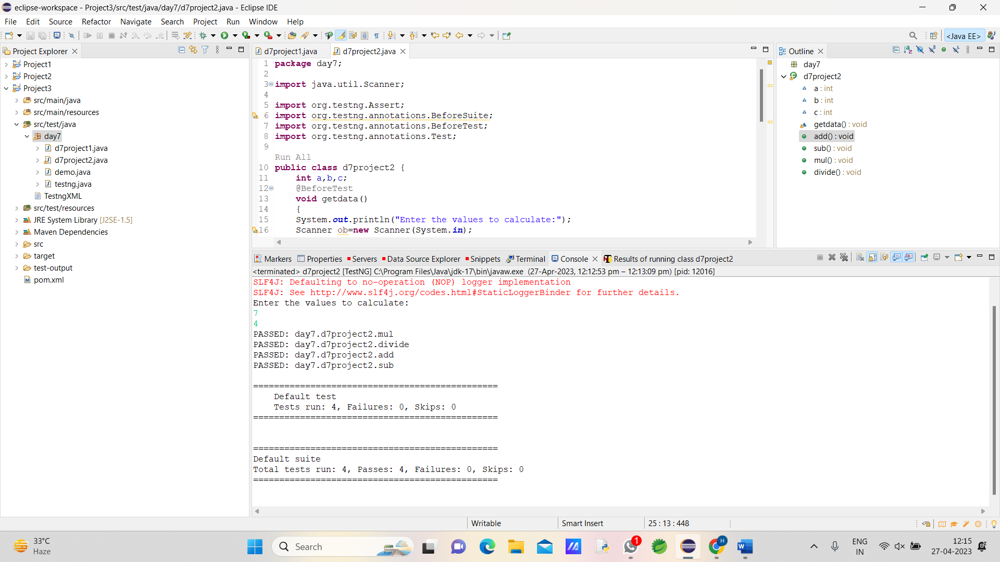 eclipse-workspace - Project3/src/test/java/day7/d7project2.java - Eclipse IDE
File Edit Source Refactor Navigate Search Project Run Window Help
<Java EE>
Project Explorer
Project1
Project2
Project3
src/main/java
src/main/resources
src/test/java
day7
d7project1.java
d7project2.java
demo.java
testng.java
TestngXML
src/test/resources
JRE System Library [J2SE-1.5]
Maven Dependencies
src
target
test-output
pom.xml
d7project1.java d7project2.java
1 package day7;
2
3 import java.util.Scanner;
4
5 import org.testng.Assert;
6 import org.testng.annotations.BeforeSuite;
7 import org.testng.annotations.BeforeTest;
8 import org.testng.annotations.Test;
9
Run All
10 public class d7project2 {
11 int a,b,c;
12 @BeforeTest
13 void getdata()
14 {
15 System.out.println("Enter the values to calculate:");
16 Scanner ob=new Scanner(System.in);
Outline
day7
d7project2
a : int
b : int
c : int
getdata() : void
add() : void
sub() : void
mul() : void
divide() : void
Markers Properties Servers Data Source Explorer Snippets Terminal Console Results of running class d7project2
<terminated> d7project2 [TestNG] C:\Program Files\Java\jdk-17\bin\javaw.exe (27-Apr-2023, 12:12:53 pm – 12:13:09 pm) [pid: 12016]
SLF4J: Defaulting to no-operation (NOP) logger implementation
SLF4J: See http://www.slf4j.org/codes.html#StaticLoggerBinder for further details.
Enter the values to calculate:
7
4
PASSED: day7.d7project2.mul
PASSED: day7.d7project2.divide
PASSED: day7.d7project2.add
PASSED: day7.d7project2.sub
===============================================
Default test
Tests run: 4, Failures: 0, Skips: 0
===============================================
===============================================
Default suite
Total tests run: 4, Passes: 4, Failures: 0, Skips: 0
===============================================
Writable Smart Insert 25 : 13 : 448
33°C
Haze
Search
1
H
ENG
IN
12:15
27-04-2023